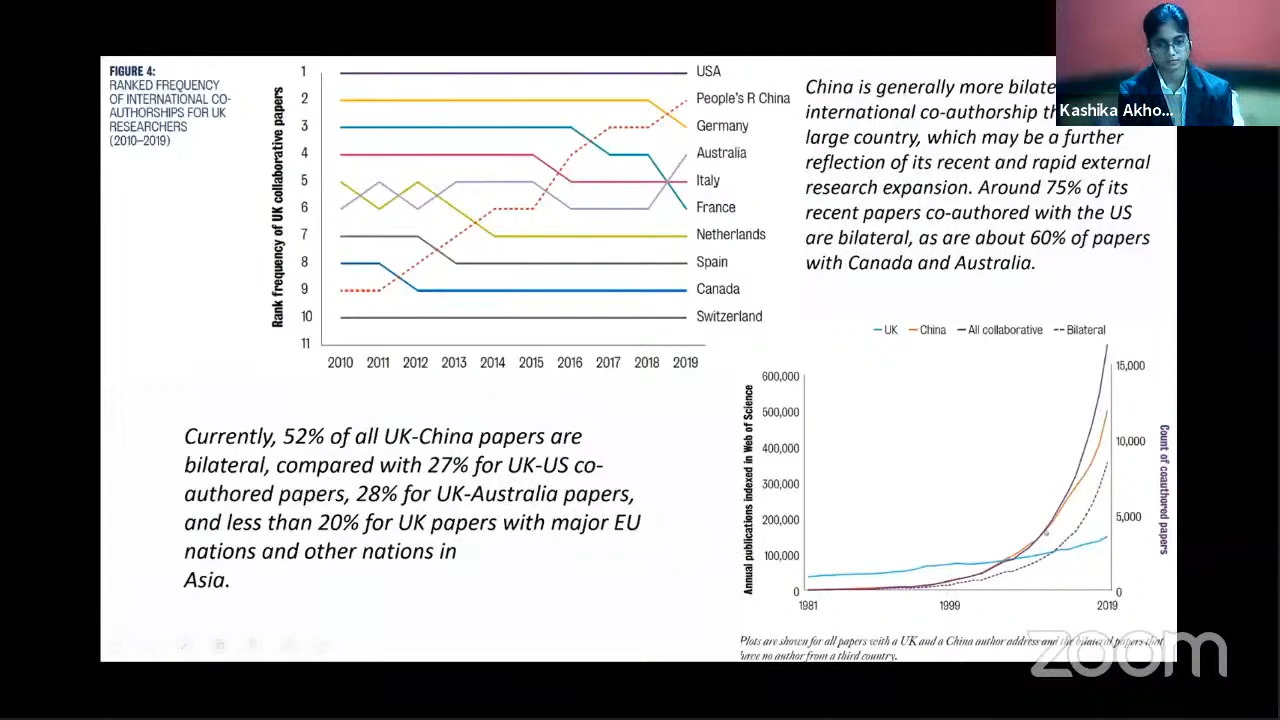 FIGURE 4:
RANKED FREQUENCY
OF INTERNATIONAL CO-
AUTHORSHIPS FOR UK
RESEARCHERS
(2010–2019)
Rank frequency of UK collaborative papers
1
2
3
4
5
6
7
8
9
10
11
USA
People's R China
Germany
Australia
Italy
France
Netherlands
Spain
Canada
Switzerland
2010 2011 2012 2013 2014 2015 2016 2017 2018 2019
China is generally more
international co-authorship
large country, which may be a further
reflection of its recent and rapid external
research expansion. Around 75% of its
recent papers co-authored with the US
are bilateral, as are about 60% of papers
with Canada and Australia.
Kashika Akho...
Currently, 52% of all UK-China papers are
bilateral, compared with 27% for UK-US co-
authored papers, 28% for UK-Australia papers,
and less than 20% for UK papers with major EU
nations and other nations in
Asia.
UK China All collaborative Bilateral
Annual publications indexed in Web of Science
600,000
500,000
400,000
300,000
200,000
100,000
0
15,000
10,000
5,000
0
Count of coauthored papers
1981 1999 2019
Plots are shown for all papers with a UK and a China author address and the bilateral papers that
have no author from a third country.
zoom